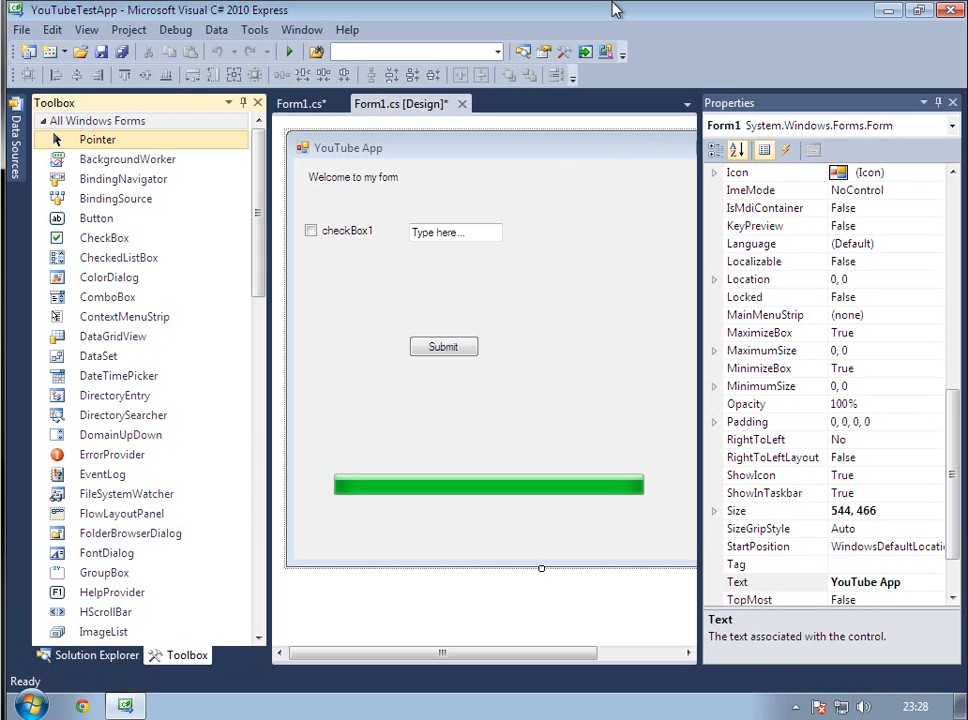 YouTubeTestApp - Microsoft Visual C# 2010 Express
File Edit View Project Debug Data Tools Window Help
Toolbox
Form1.cs*
Form1.cs [Design]*
Properties
Data Sources
All Windows Forms
Pointer
BackgroundWorker
BindingNavigator
BindingSource
Button
CheckBox
CheckedListBox
ColorDialog
ComboBox
ContextMenuStrip
DataGridView
DataSet
DateTimePicker
DirectoryEntry
DirectorySearcher
DomainUpDown
ErrorProvider
EventLog
FileSystemWatcher
FlowLayoutPanel
FolderBrowserDialog
FontDialog
GroupBox
HelpProvider
HScrollBar
ImageList
Solution Explorer
Toolbox
YouTube App
Welcome to my form
checkBox1
Type here...
Submit
Form1 System.Windows.Forms.Form
Icon (Icon)
ImeMode NoControl
IsMdiContainer False
KeyPreview False
Language (Default)
Localizable False
Location 0, 0
Locked False
MainMenuStrip (none)
MaximizeBox True
MaximumSize 0, 0
MinimizeBox True
MinimumSize 0, 0
Opacity 100%
Padding 0, 0, 0, 0
RightToLeft No
RightToLeftLayout False
ShowIcon True
ShowInTaskbar True
Size 544, 466
SizeGripStyle Auto
StartPosition WindowsDefaultLocati
Tag
Text YouTube App
TopMost False
Text
The text associated with the control.
Ready
23:28